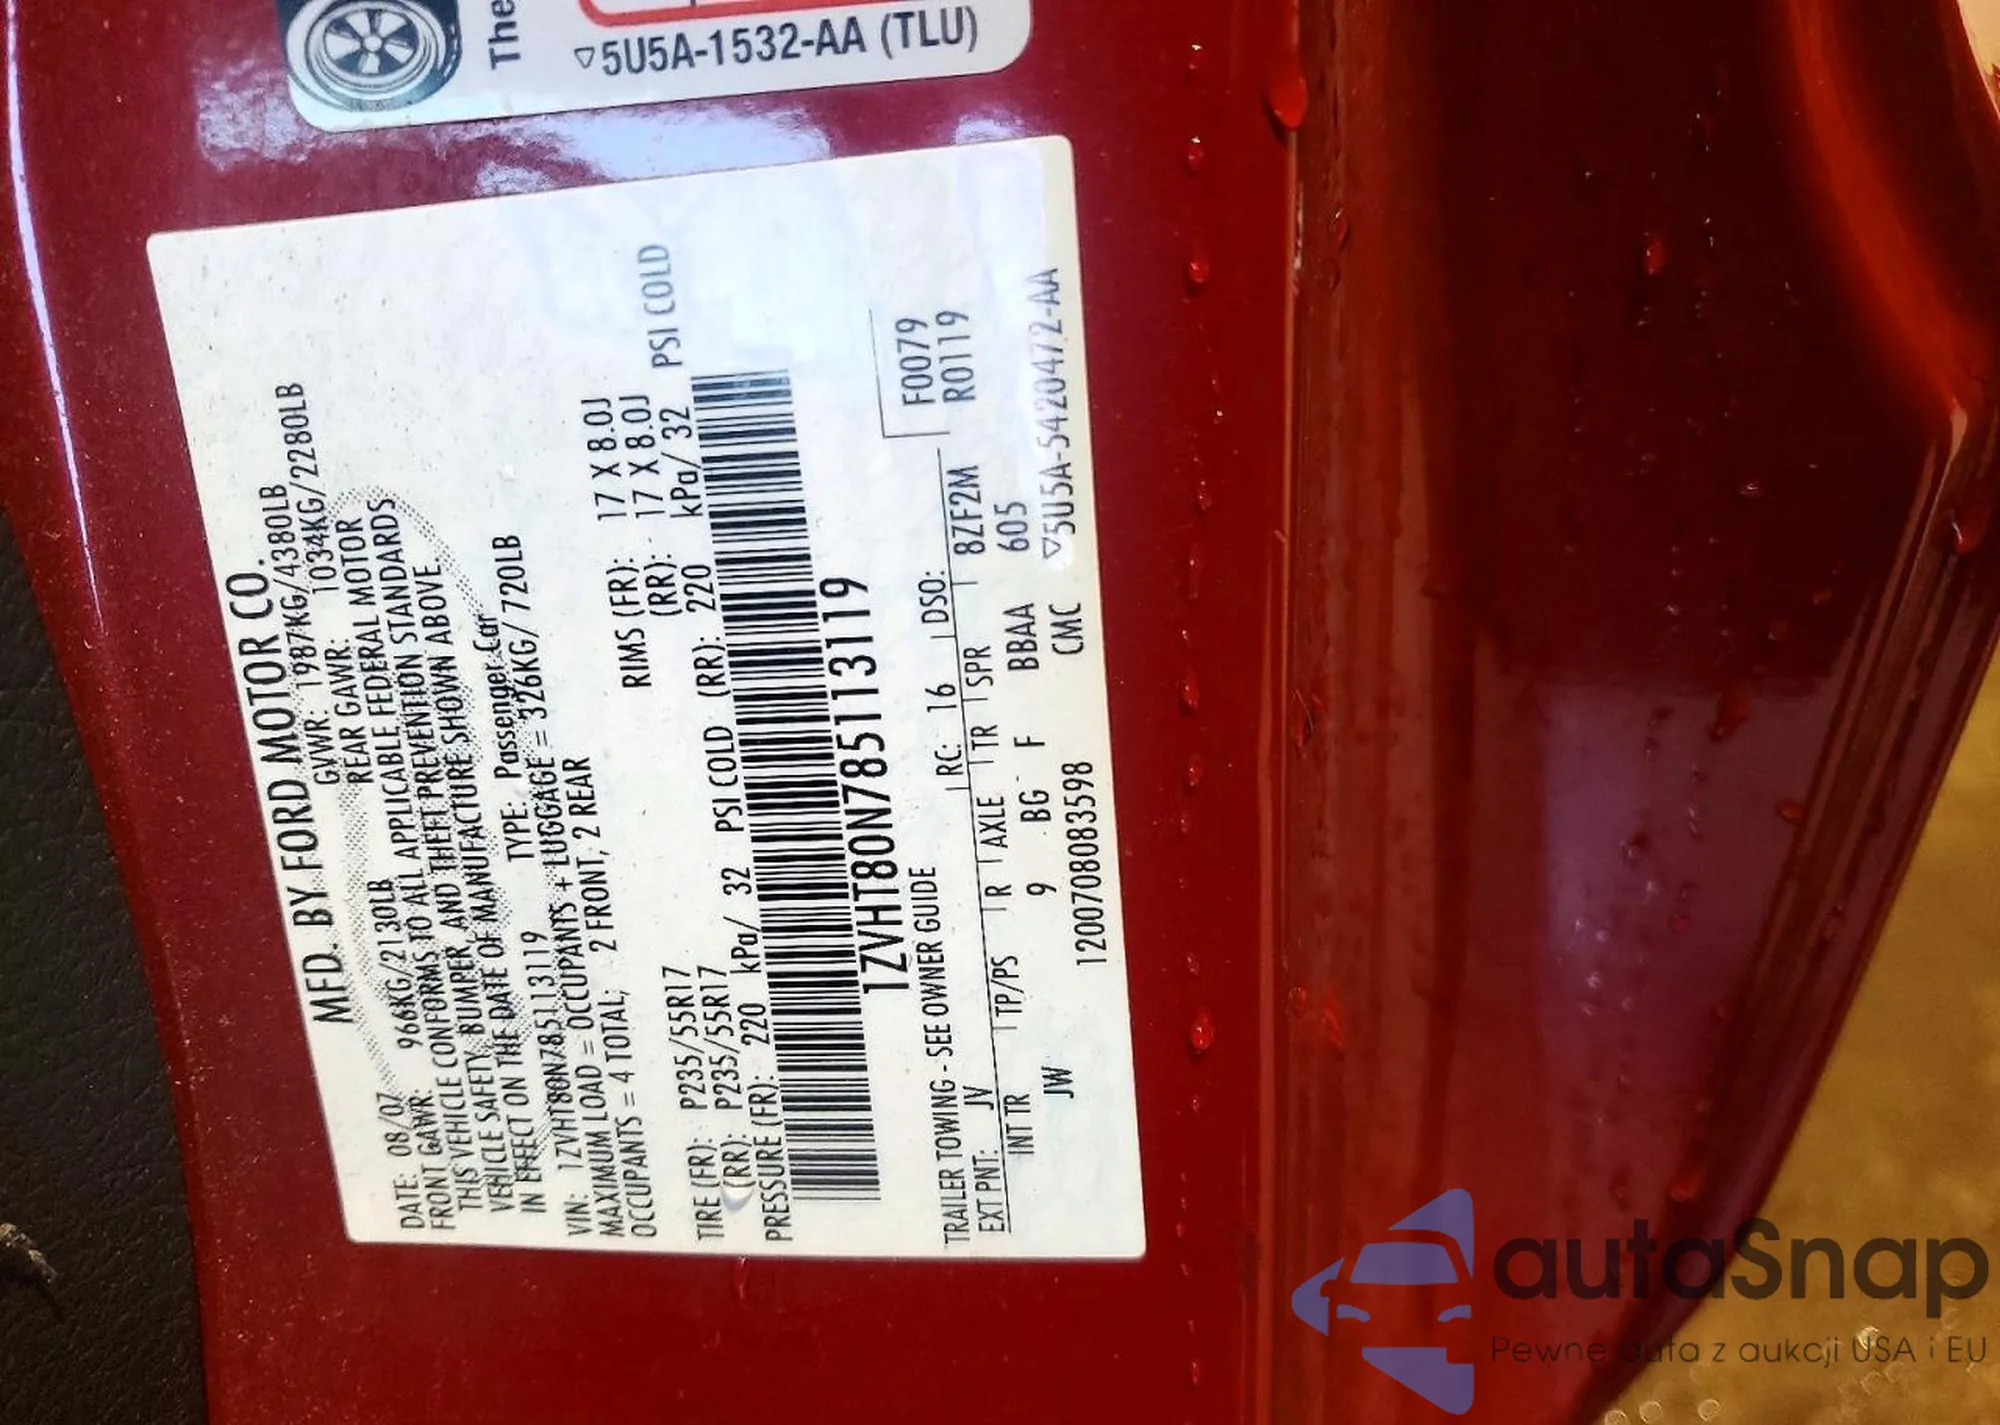 The
▽5U5A-1532-AA (TLU)
MFD. BY FORD MOTOR CO.
DATE: 08/07 GVWR: 1987KG/4380LB
FRONT GAWR: 966KG/2130LB REAR GAWR: 1034KG/2280LB
THIS VEHICLE CONFORMS TO ALL APPLICABLE FEDERAL MOTOR
VEHICLE SAFETY, BUMPER, AND THEFT PREVENTION STANDARDS
IN EFFECT ON THE DATE OF MANUFACTURE SHOWN ABOVE.
VIN: 1ZVHT80N785113119 TYPE: Passenger Car
MAXIMUM LOAD = OCCUPANTS + LUGGAGE = 326KG/720LB
OCCUPANTS = 4 TOTAL; 2 FRONT, 2 REAR
TIRE (FR): P235/55R17 RIMS (FR): 17 X 8.0J
(RR): P235/55R17 (RR): 17 X 8.0J
PRESSURE (FR): 220 kPa/ 32 PSI COLD (RR): 220 kPa/ 32 PSI COLD
1ZVHT80N785113119
F0079
R0119
TRAILER TOWING - SEE OWNER GUIDE
EXT PNT: JV RC: 16 DSO:
INT TR TP/PS R AXLE TR SPR 8ZF2M
JW 9 BG F BBAA 605
120070808359​8 CMC ▽5U5A-5420472-AA
autaSnap
Pewne auta z aukcji USA i EU